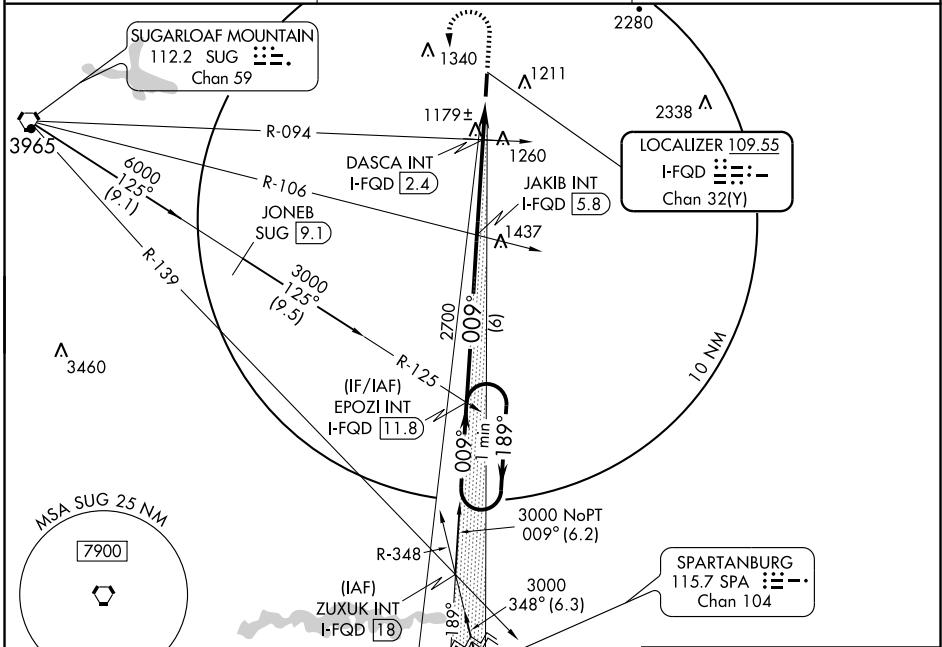 2280
SUGARLOAF MOUNTAIN
112.2 SUG
Chan 59
1340
1211
2338
1179±
3965
R-094
1260
LOCALIZER 109.55
I-FQD
Chan 32(Y)
DASCA INT
I-FQD 2.4
6000
125°
(9.1)
R-106
JAKIB INT
I-FQD 5.8
JONEB
SUG 9.1
1437
R-139
3000
125°
(9.5)
2700
009°
(6)
10 NM
3460
R-125
(IF/IAF)
EPOZI INT
I-FQD 11.8
009°
1 min
189°
MSA SUG 25 NM
7900
3000 NoPT
009° (6.2)
R-348
(IAF)
ZUXUK INT
I-FQD 18
189°
3000
348° (6.3)
SPARTANBURG
115.7 SPA
Chan 104